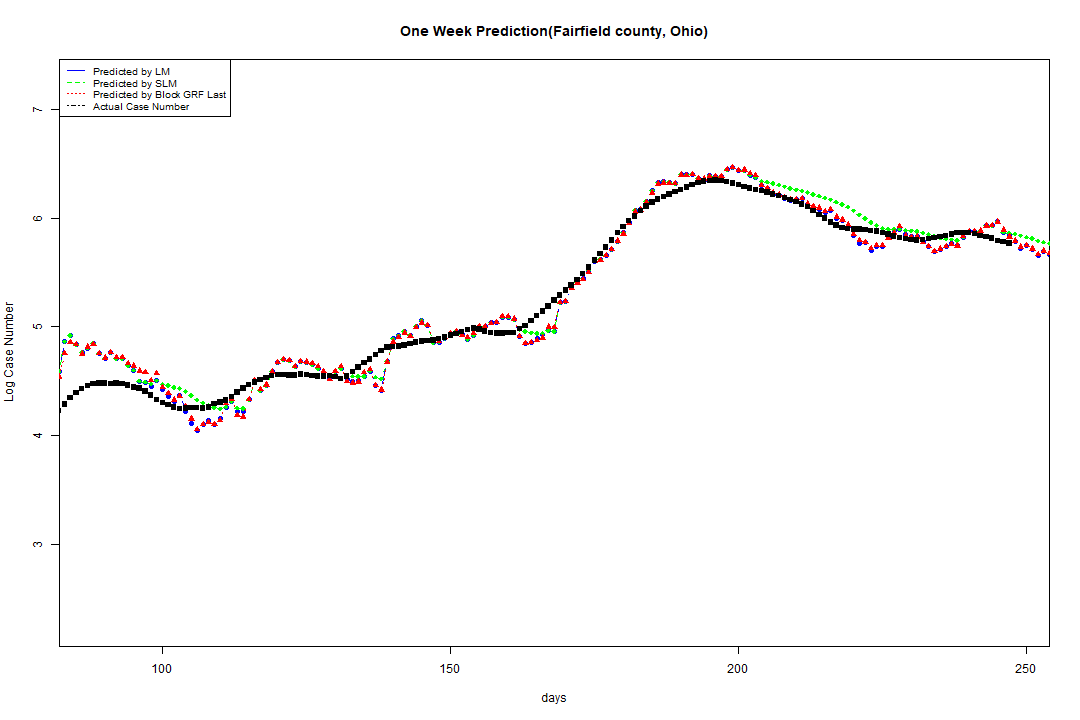 One Week Prediction(Fairfield county, Ohio)
Predicted by LM
Predicted by SLM
Predicted by Block GRF Last
Actual Case Number
7
6
5
4
3
Log Case Number
100 150 200 250
days